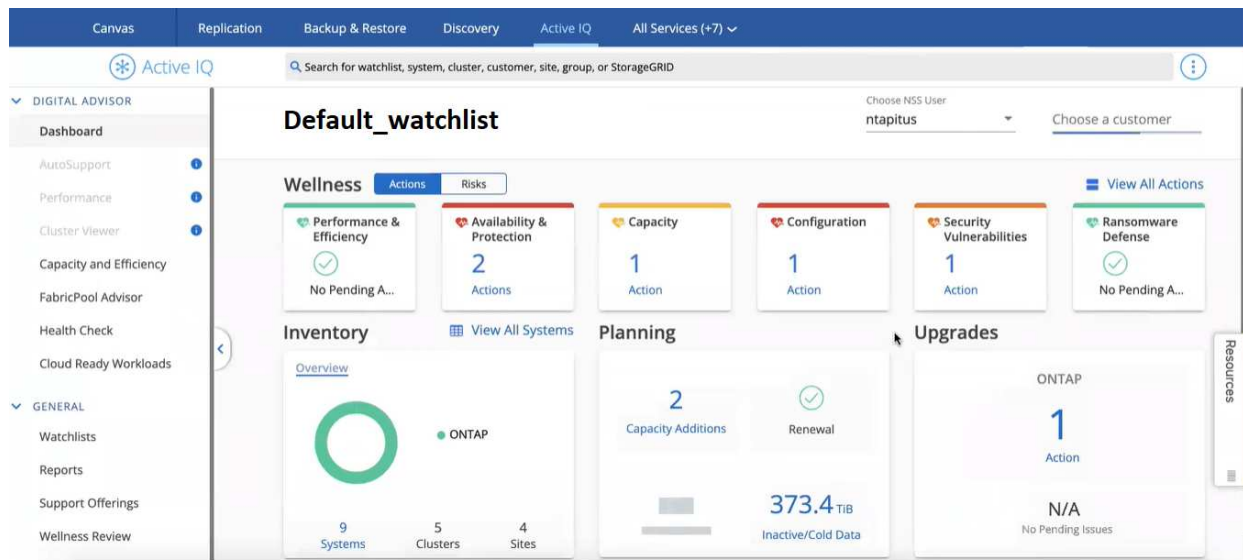 Canvas Replication Backup & Restore Discovery Active IQ All Services (+7)
Active IQ Search for watchlist, system, cluster, customer, site, group, or StorageGRID
DIGITAL ADVISOR
Dashboard
AutoSupport
Performance
Cluster Viewer
Capacity and Efficiency
FabricPool Advisor
Health Check
Cloud Ready Workloads
GENERAL
Watchlists
Reports
Support Offerings
Wellness Review
Default_watchlist
Choose NSS User
ntapitus
Choose a customer
Wellness Actions Risks View All Actions
Performance &
Efficiency
No Pending A...
Availability &
Protection
2
Actions
Capacity
1
Action
Configuration
1
Action
Security
Vulnerabilities
1
Action
Ransomware
Defense
No Pending A...
Inventory View All Systems
Overview
ONTAP
9
Systems
5
Clusters
4
Sites
Planning
2
Capacity Additions
Renewal
373.4 TiB
Inactive/Cold Data
Upgrades
ONTAP
1
Action
N/A
No Pending Issues
Resources